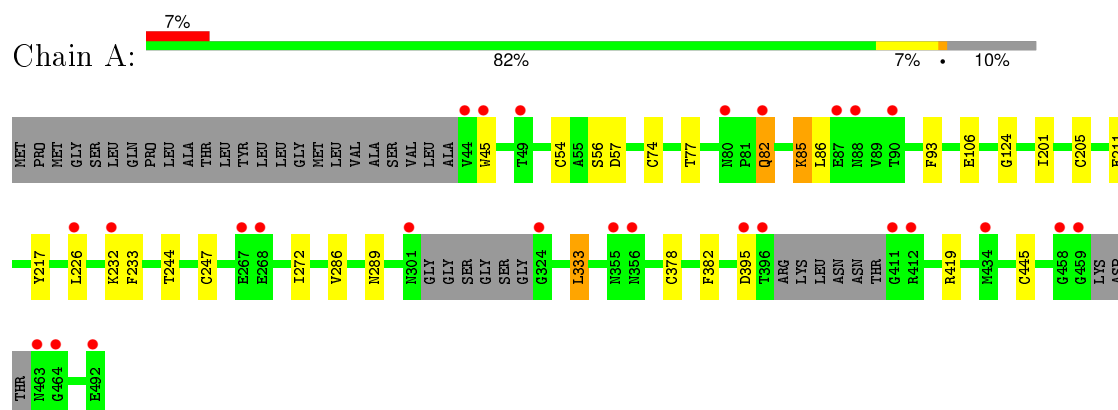 7%
Chain A:
82% 7% • 10%
MET PRO MET GLY SER LEU GLN PRO LEU ALA THR LEU TYR LEU LEU GLY MET LEU VAL ALA SER VAL LEU ALA V44 W45 T49 C54 A55 S56 D57 C74 T77 N80 P81 Q82 K85 L86 E87 N88 V89 T90 F93 E106 G124 I201 C205
Y217 L226 K232 F233 T244 C247 E267 E268 I272 V286 N289 N301 GLY GLY SER GLY SER GLY G324 L333 N355 N356 C378 F382 D395 T396 ARG LYS LEU ASN ASN THR G411 R412 R419 M434 C445 G458 G459 LYS ASP
THR N463 G464 E492